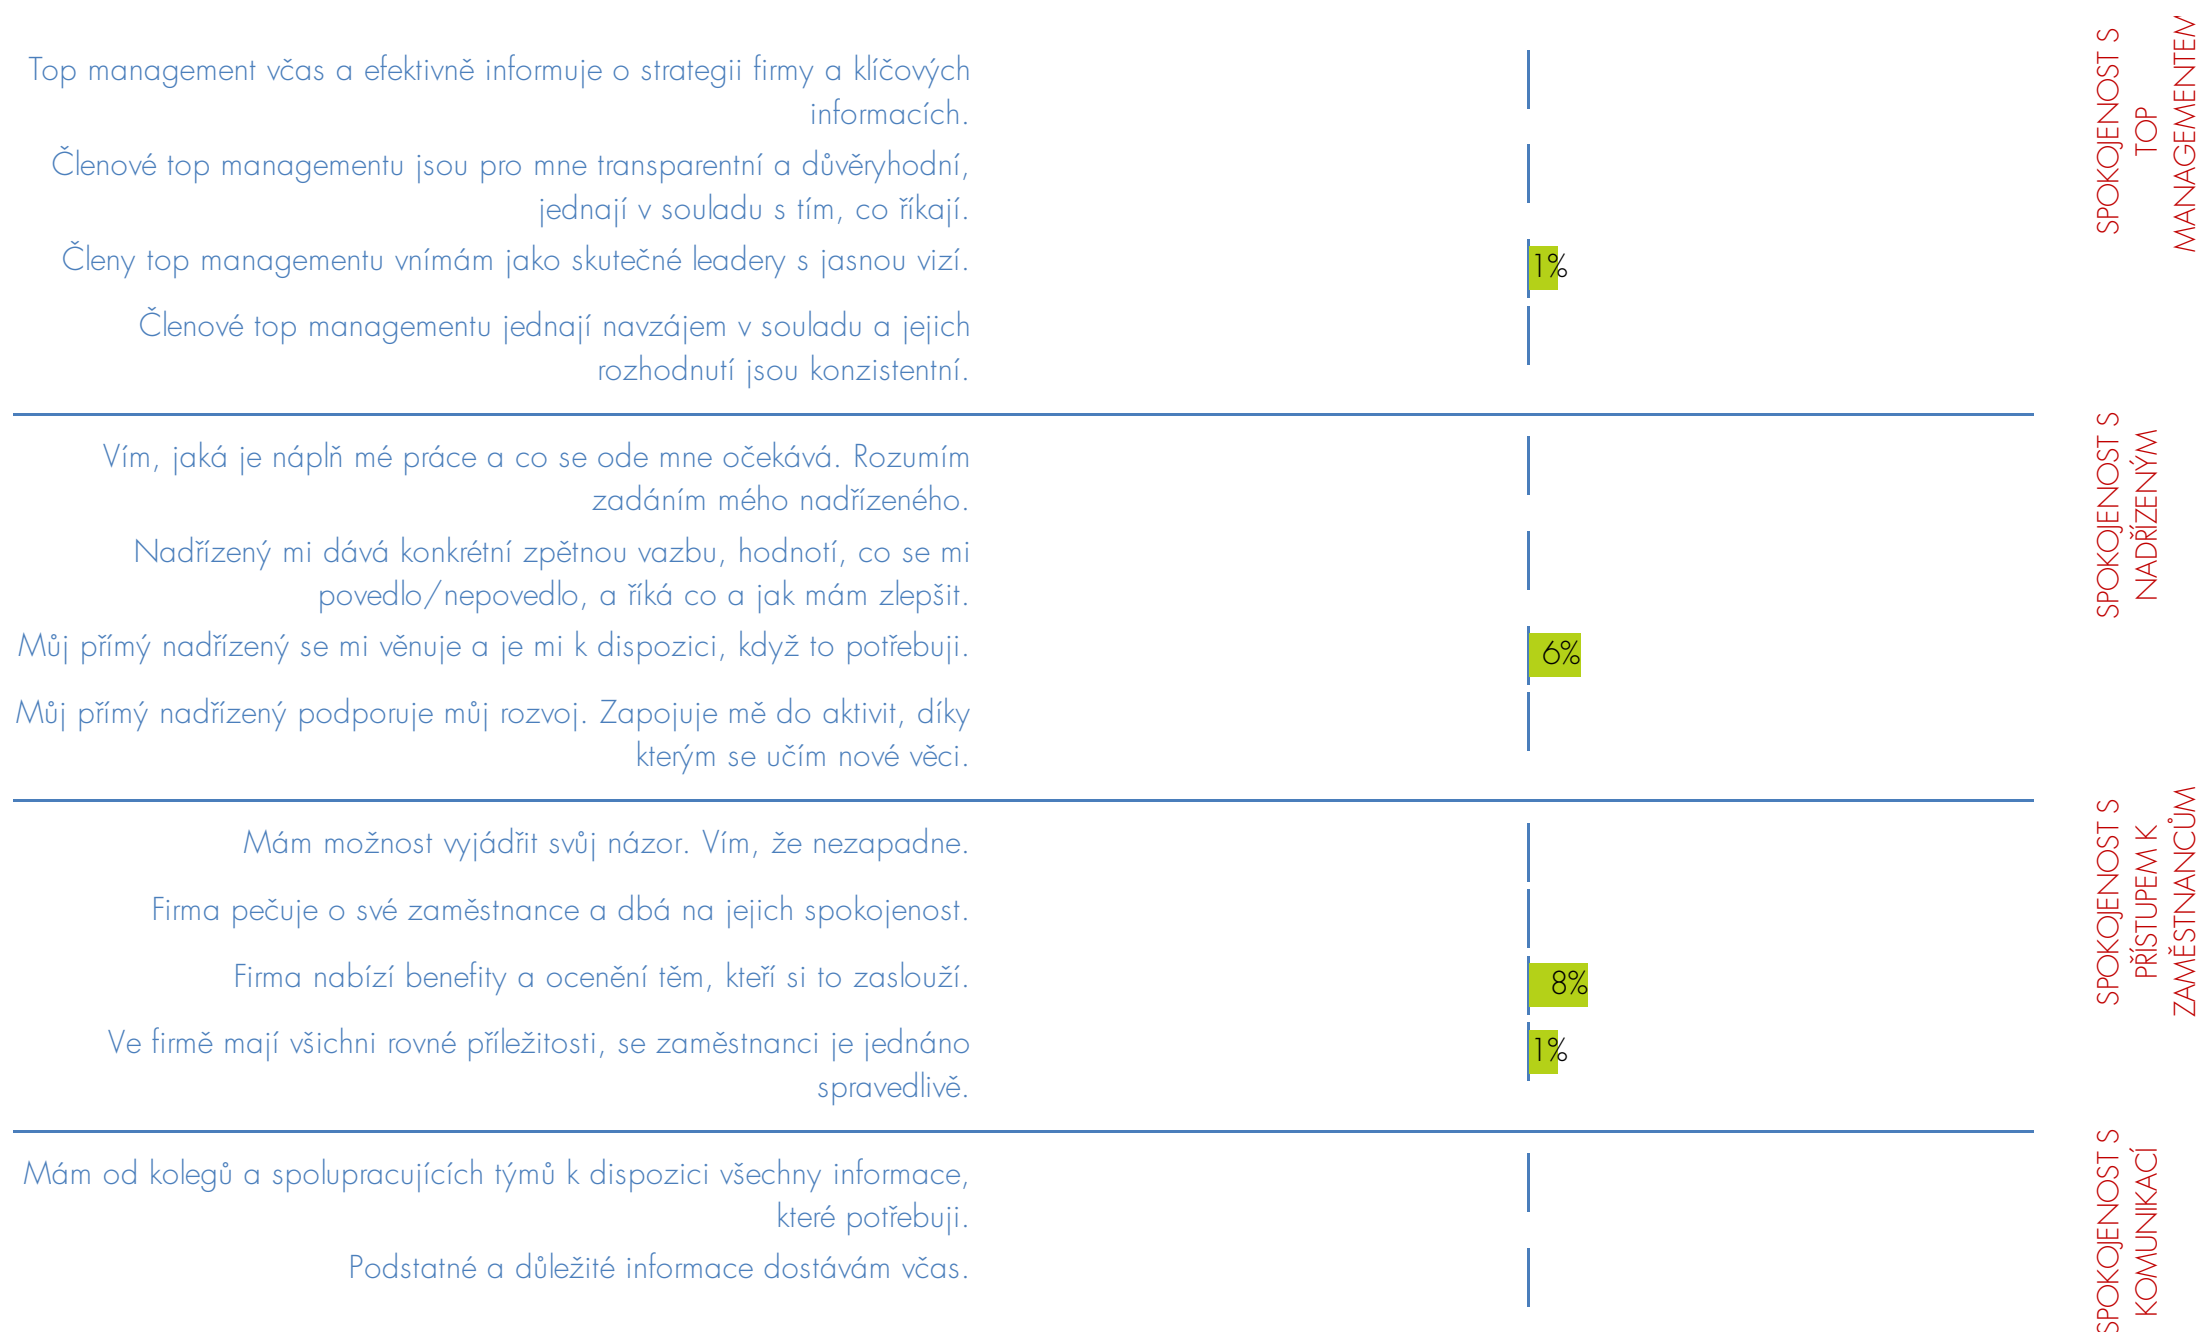 Top management včas a efektivně informuje o strategii firmy a klíčových
informacích.
Členové top managementu jsou pro mne transparentní a důvěryhodní,
jednají v souladu s tím, co říkají.
Členy top managementu vnímám jako skutečné leadery s jasnou vizí.
1%
Členové top managementu jednají navzájem v souladu a jejich
rozhodnutí jsou konzistentní.
SPOKOJENOST S
TOP
MANAGEMENTEM
Vím, jaká je náplň mé práce a co se ode mne očekává. Rozumím
zadáním mého nadřízeného.
Nadřízený mi dává konkrétní zpětnou vazbu, hodnotí, co se mi
povedlo/nepovedlo, a říká co a jak mám zlepšit.
Můj přímý nadřízený se mi věnuje a je mi k dispozici, když to potřebuji.
6%
Můj přímý nadřízený podporuje můj rozvoj. Zapojuje mě do aktivit, díky
kterým se učím nové věci.
SPOKOJENOST S
NADŘÍZENÝM
Mám možnost vyjádřit svůj názor. Vím, že nezapadne.
Firma pečuje o své zaměstnance a dbá na jejich spokojenost.
Firma nabízí benefity a ocenění těm, kteří si to zaslouží.
8%
Ve firmě mají všichni rovné příležitosti, se zaměstnanci je jednáno
spravedlivě.
1%
SPOKOJENOST S
PŘÍSTUPEM K
ZAMĚSTNANCŮM
Mám od kolegů a spolupracujících týmů k dispozici všechny informace,
které potřebuji.
Podstatné a důležité informace dostávám včas.
SPOKOJENOST S
KOMUNIKACÍ